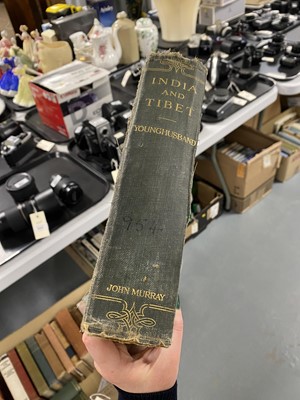 INDIA
AND
TIBET
YOUNGHUSBAND
JOHN MURRAY